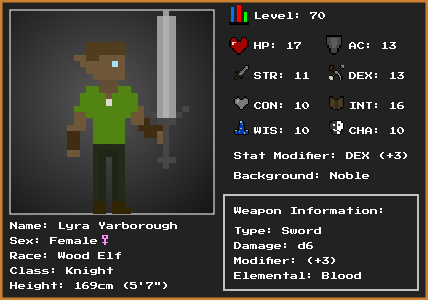 Level: 70
HP: 17 AC: 13
STR: 11 DEX: 13
CON: 10 INT: 16
WIS: 10 CHA: 10
Stat Modifier: DEX (+3)
Background: Noble
Name: Lyra Yarborough
Sex: Female♀
Race: Wood Elf
Class: Knight
Height: 169cm (5'7")
Weapon Information:
Type: Sword
Damage: d6
Modifier: (+3)
Elemental: Blood